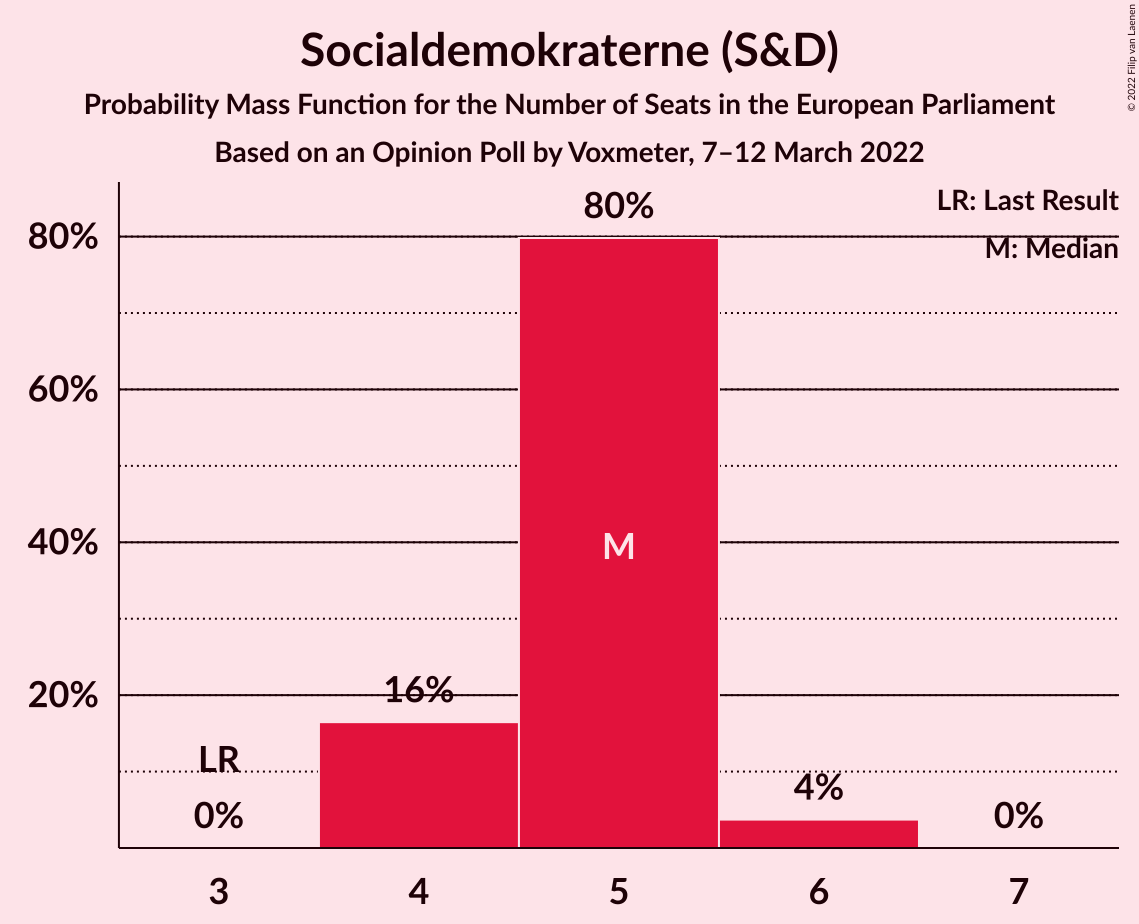 Socialdemokraterne (S&D)
Probability Mass Function for the Number of Seats in the European Parliament
Based on an Opinion Poll by Voxmeter, 7–12 March 2022
© 2022 Filip van Laenen
LR: Last Result
M: Median
80%
60%
40%
20%
LR
0%
16%
80%
M
4%
0%
3
4
5
6
7